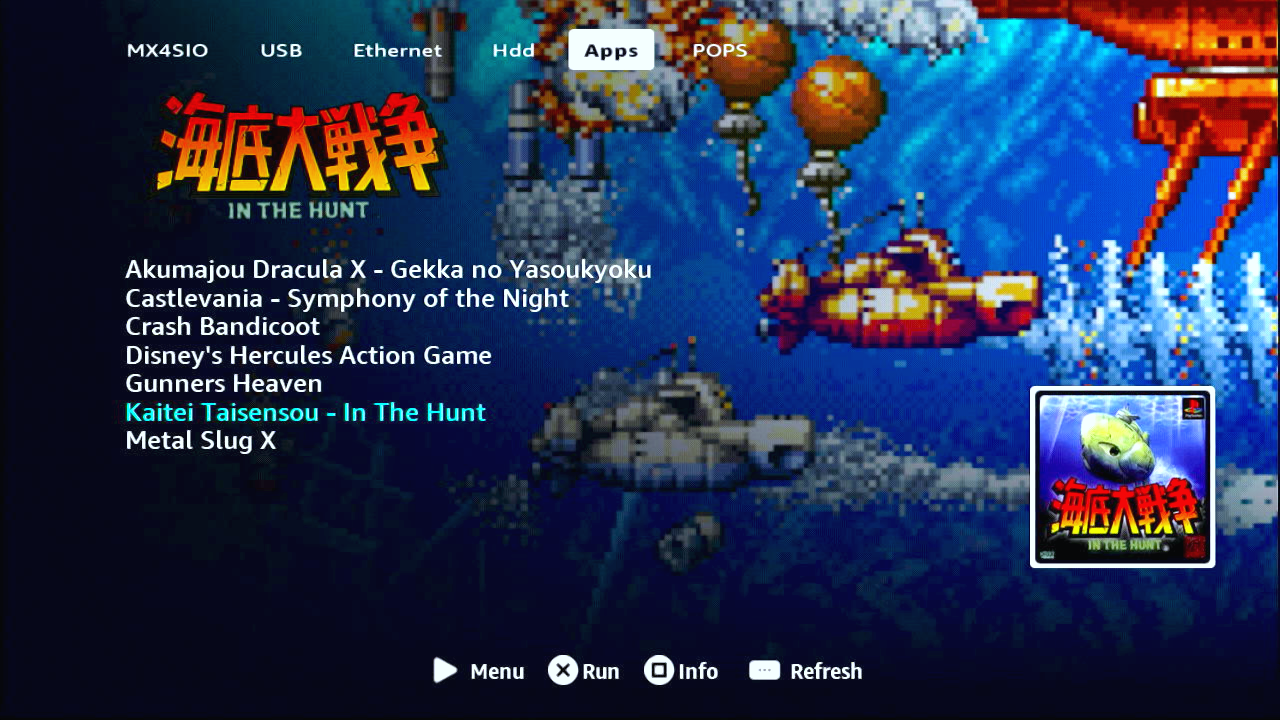 MX4SIO USB Ethernet Hdd Apps POPS
海底大戦争
IN THE HUNT
Akumajou Dracula X - Gekka no Yasoukyoku
Castlevania - Symphony of the Night
Crash Bandicoot
Disney's Hercules Action Game
Gunners Heaven
Kaitei Taisensou - In The Hunt
Metal Slug X
海底大戦争
IN THE HUNT
Menu Run Info Refresh